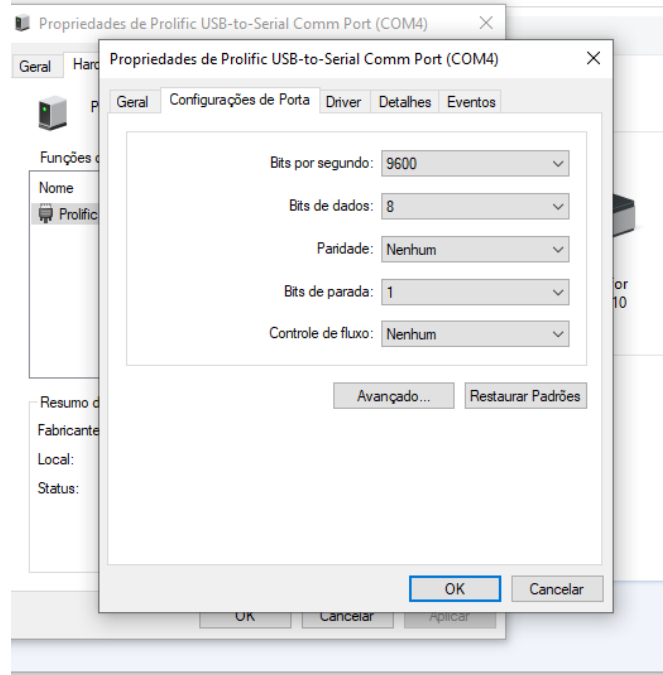 Propriedades de Prolific USB-to-Serial Comm Port (COM4)
Geral Hard
Propriedades de Prolific USB-to-Serial Comm Port (COM4)
Geral Configurações de Porta Driver Detalhes Eventos
P
Funções d
Nome
Prolific
Bits por segundo: 9600
Bits de dados: 8
Paridade: Nenhum
Bits de parada: 1
Controle de fluxo: Nenhum
or
10
Avançado... Restaurar Padrões
Resumo d
Fabricante
Local:
Status:
OK Cancelar
OK Cancelar Aplicar